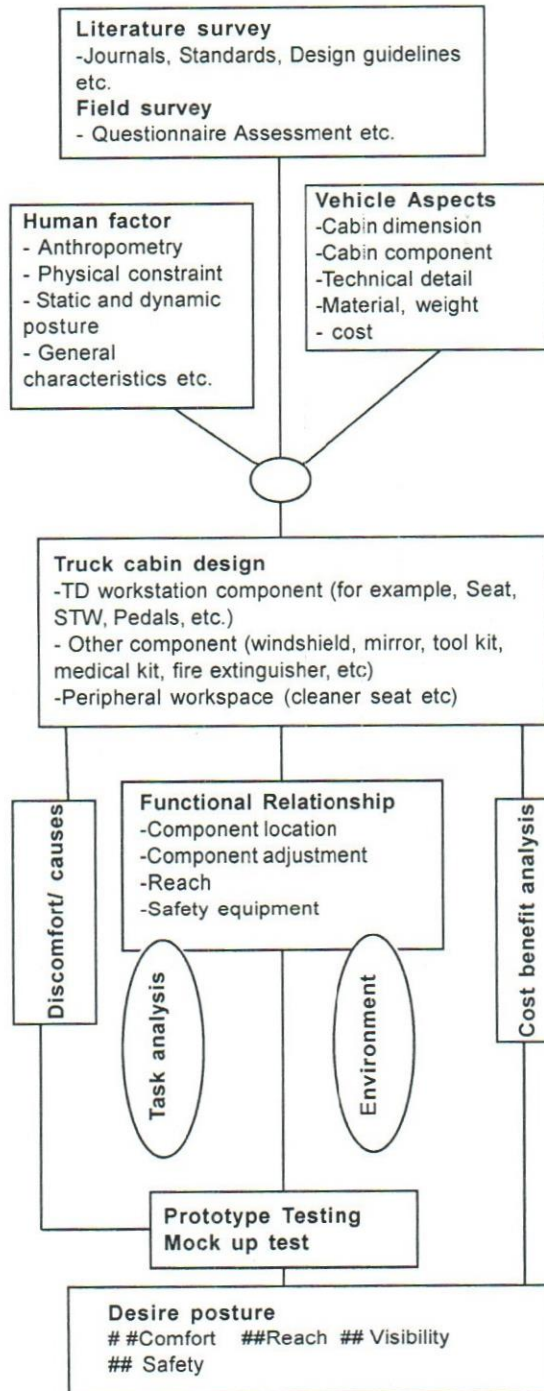 Literature survey
-Journals, Standards, Design guidelines
etc.
Field survey
- Questionnaire Assessment etc.
Human factor
- Anthropometry
- Physical constraint
- Static and dynamic
posture
- General
characteristics etc.
Vehicle Aspects
-Cabin dimension
-Cabin component
-Technical detail
-Material, weight
- cost
Truck cabin design
-TD workstation component (for example, Seat,
STW, Pedals, etc.)
- Other component (windshield, mirror, tool kit,
medical kit, fire extinguisher, etc)
-Peripheral workspace (cleaner seat etc)
Discomfort/ causes
Functional Relationship
-Component location
-Component adjustment
-Reach
-Safety equipment
Cost benefit analysis
Task analysis
Environment
Prototype Testing
Mock up test
Desire posture
# #Comfort ##Reach ## Visibility
## Safety